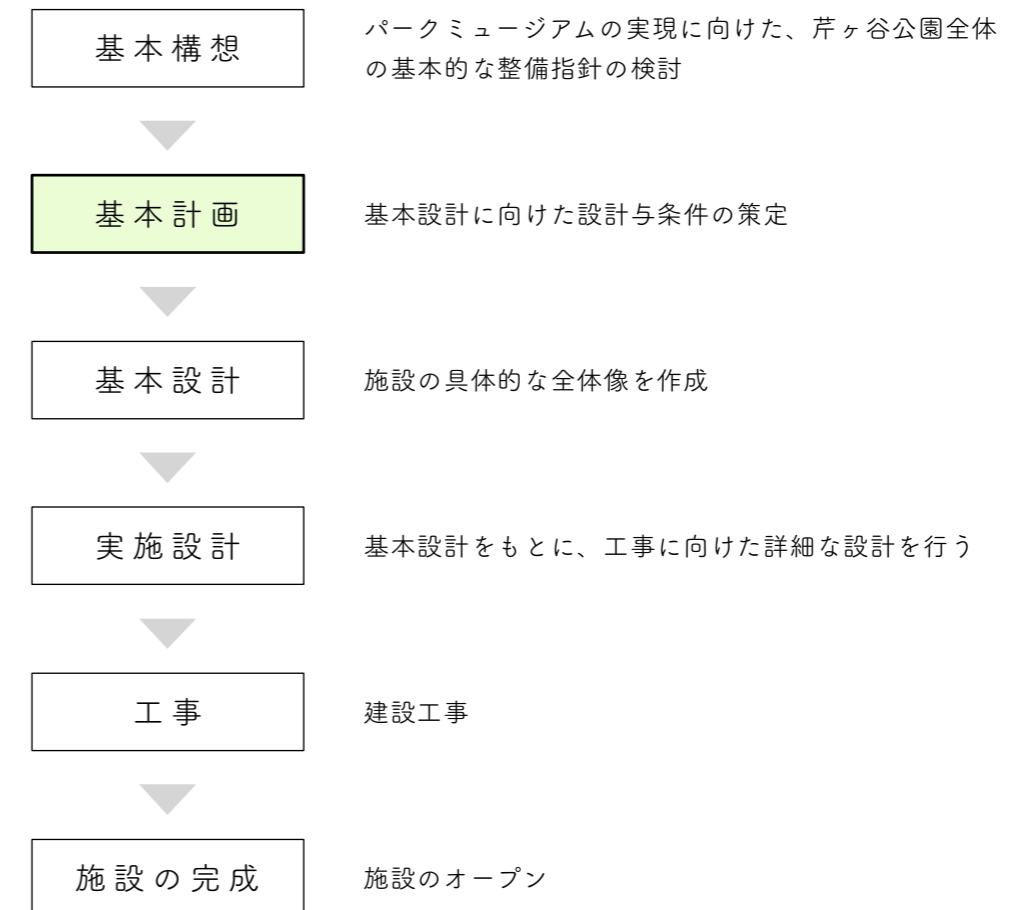 基本構想
パークミュージアムの実現に向けた、芹ヶ谷公園全体
の基本的な整備指針の検討
基本計画
基本設計に向けた設計与条件の策定
基本設計
施設の具体的な全体像を作成
実施設計
基本設計をもとに、工事に向けた詳細な設計を行う
工事
建設工事
施設の完成
施設のオープン